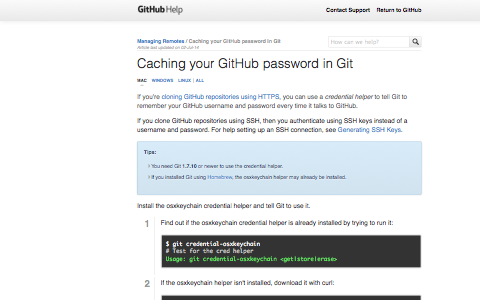 GitHub Help
Contact Support Return to GitHub
Managing Remotes / Caching your GitHub password in Git
Article last updated on 02-Jul-14
How can we help?
Caching your GitHub password in Git
MAC WINDOWS LINUX | ALL
If you're cloning GitHub repositories using HTTPS, you can use a credential helper to tell Git to
remember your GitHub username and password every time it talks to GitHub.
If you clone GitHub repositories using SSH, then you authenticate using SSH keys instead of a
username and password. For help setting up an SSH connection, see Generating SSH Keys.
Tips:
You need Git 1.7.10 or newer to use the credential helper.
If you installed Git using Homebrew, the osxkeychain helper may already be installed.
Install the osxkeychain credential helper and tell Git to use it.
1 Find out if the osxkeychain credential helper is already installed by trying to run it:
$ git credential-osxkeychain
# Test for the cred helper
Usage: git credential-osxkeychain <get|store|erase>
2 If the osxkeychain helper isn't installed, download it with curl: